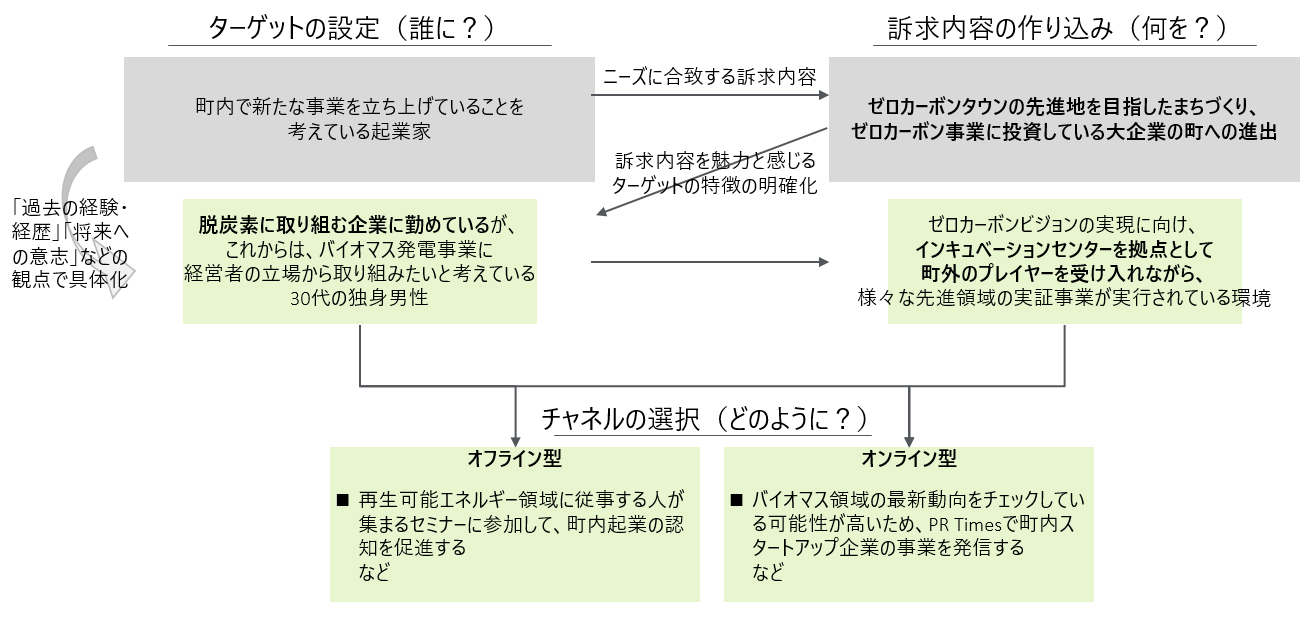 ターゲットの設定（誰に？）
訴求内容の作り込み（何を？）
町内で新たな事業を立ち上げていることを
考えている起業家
ニーズに合致する訴求内容
ゼロカーボンタウンの先進地を目指したまちづくり、
ゼロカーボン事業に投資している大企業の町への進出
訴求内容を魅力と感じる
ターゲットの特徴の明確化
「過去の経験・
経歴」「将来へ
の意志」などの
観点で具体化
脱炭素に取り組む企業に勤めているが、
これからは、バイオマス発電事業に
経営者の立場から取り組みたいと考えている
30代の独身男性
ゼロカーボンビジョンの実現に向け、
インキュベーションセンターを拠点として
町外のプレイヤーを受け入れながら、
様々な先進領域の実証事業が実行されている環境
チャネルの選択（どのように？）
オフライン型
■ 再生可能エネルギー領域に従事する人が
集まるセミナーに参加して、町内起業の認
知を促進する
など
オンライン型
■ バイオマス領域の最新動向をチェックしてい
る可能性が高いため、PR Timesで町内ス
タートアップ企業の事業を発信する
など